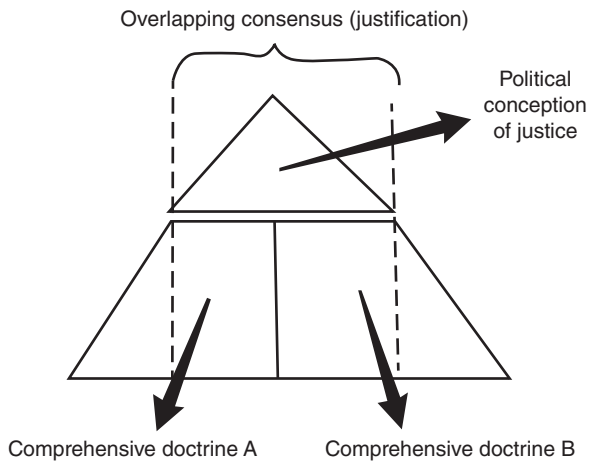 Overlapping consensus (justification)
Political
conception
of justice
Comprehensive doctrine A
Comprehensive doctrine B